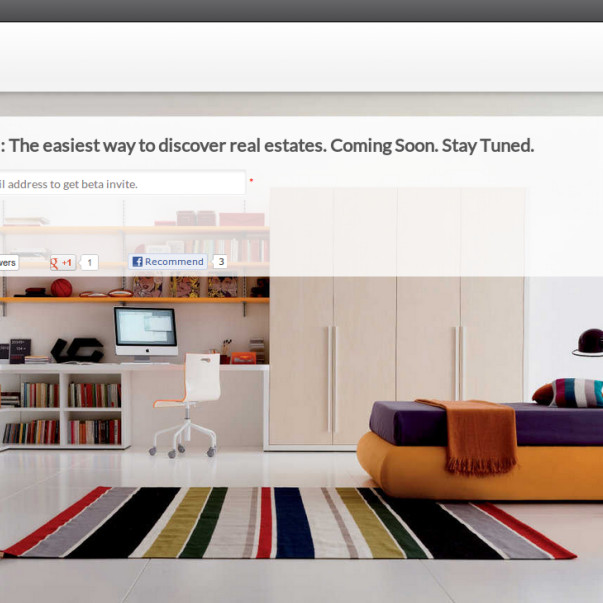 : The easiest way to discover real estates. Coming Soon. Stay Tuned.
il address to get beta invite. *
wers +1 1 Recommend 3